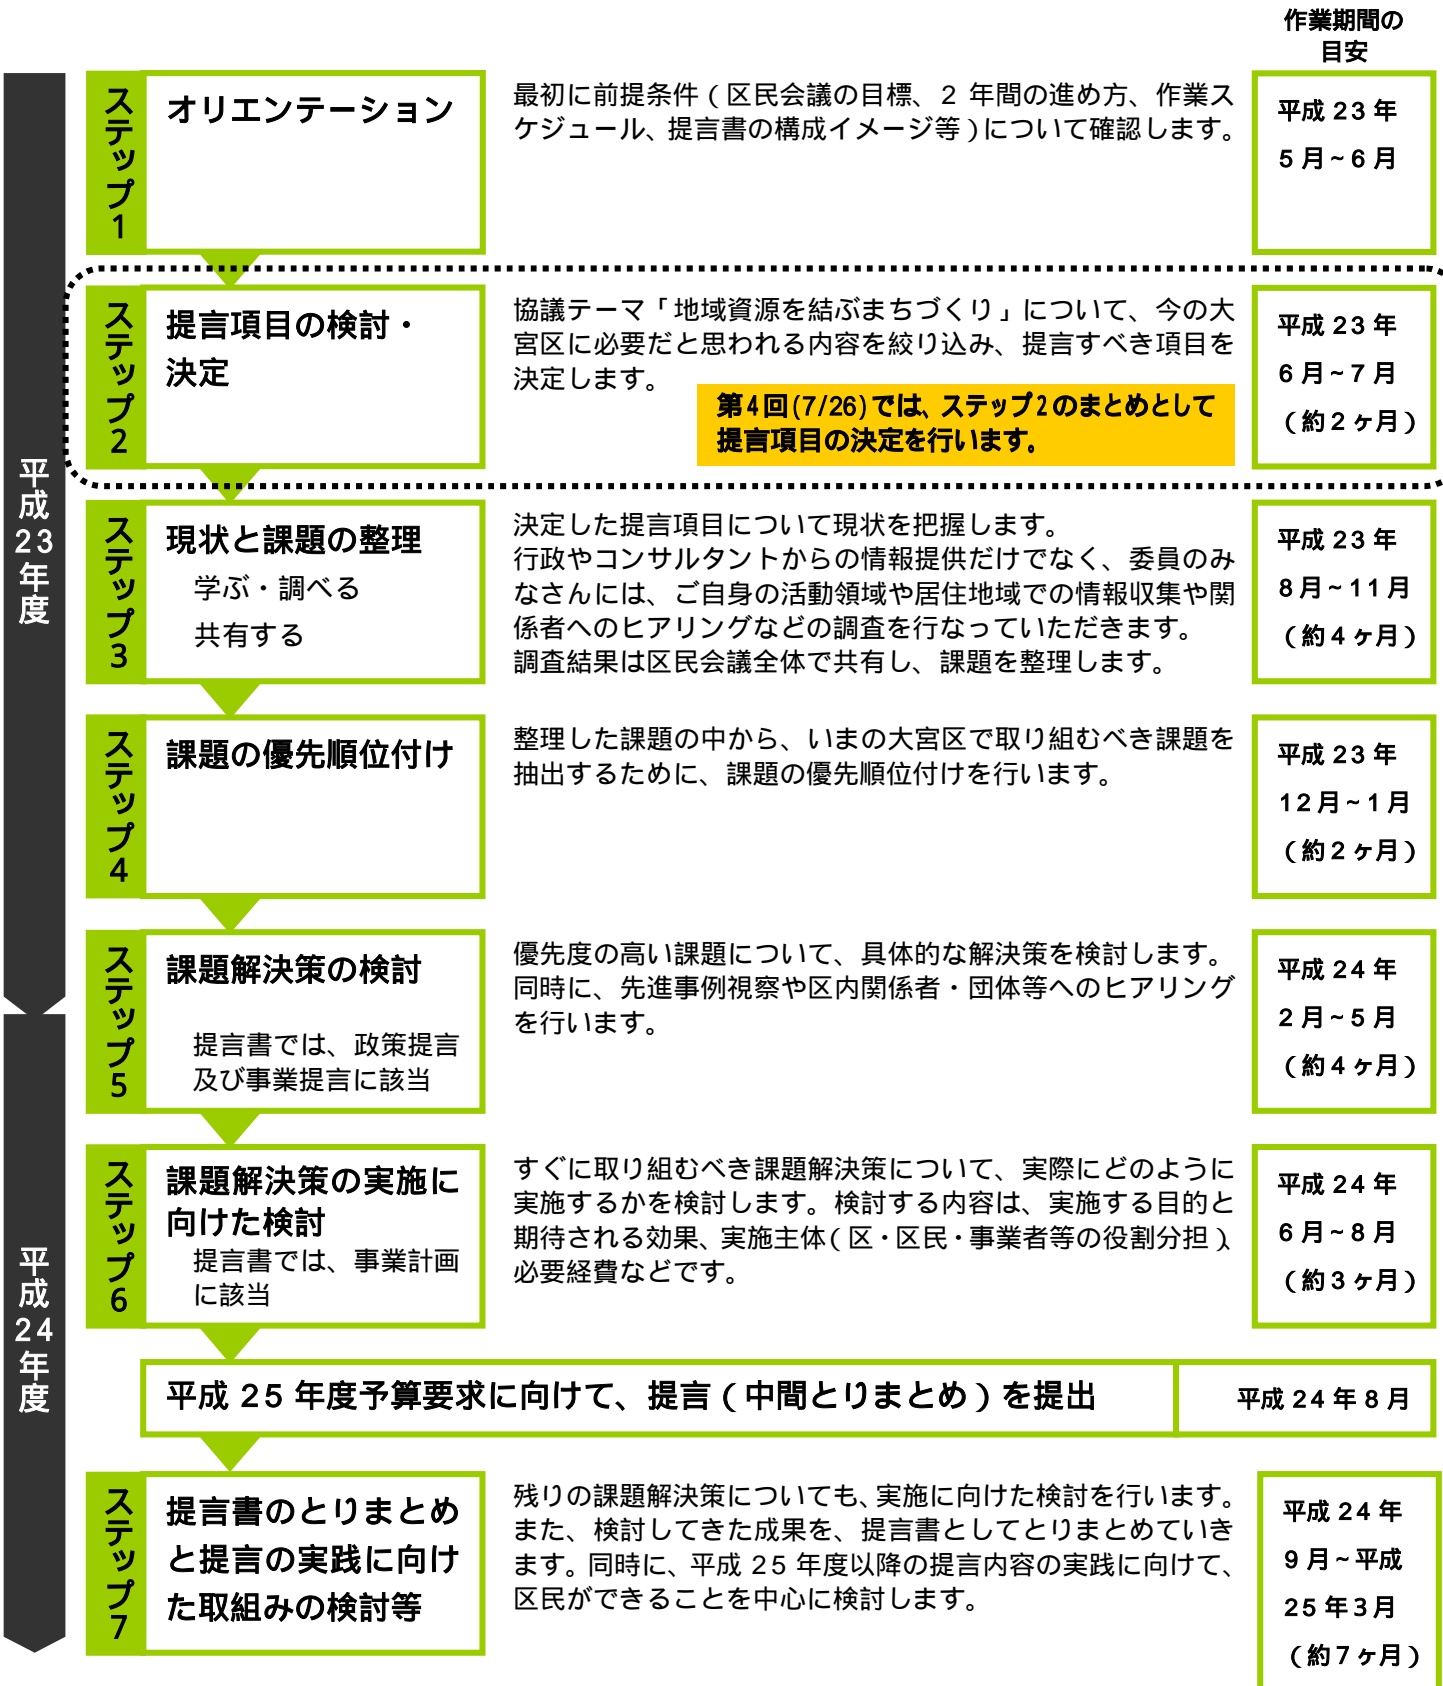 作業期間の
目安
平成23年度
ステップ1
オリエンテーション
最初に前提条件(区民会議の目標、2 年間の進め方、作業ス
ケジュール、提言書の構成イメージ等)について確認します。
平成 23 年
5 月~6 月
ステップ2
提言項目の検討・
決定
協議テーマ「地域資源を結ぶまちづくり」について、今の大
宮区に必要だと思われる内容を絞り込み、提言すべき項目を
決定します。
第4回(7/26)では、ステップ2のまとめとして
提言項目の決定を行います。
平成 23 年
6 月~7 月
(約2ヶ月)
ステップ3
現状と課題の整理
学ぶ・調べる
共有する
決定した提言項目について現状を把握します。
行政やコンサルタントからの情報提供だけでなく、委員のみ
なさんには、ご自身の活動領域や居住地域での情報収集や関
係者へのヒアリングなどの調査を行なっていただきます。
調査結果は区民会議全体で共有し、課題を整理します。
平成 23 年
8 月~11 月
(約4ヶ月)
ステップ4
課題の優先順位付け
整理した課題の中から、いまの大宮区で取り組むべき課題を
抽出するために、課題の優先順位付けを行います。
平成 23 年
12 月~1 月
(約2ヶ月)
ステップ5
課題解決策の検討
提言書では、政策提言
及び事業提言に該当
優先度の高い課題について、具体的な解決策を検討します。
同時に、先進事例視察や区内関係者・団体等へのヒアリング
を行います。
平成 24 年
2 月~5 月
(約4ヶ月)
平成24年度
ステップ6
課題解決策の実施に
向けた検討
提言書では、事業計画
に該当
すぐに取り組むべき課題解決策について、実際にどのように
実施するかを検討します。検討する内容は、実施する目的と
期待される効果、実施主体(区・区民・事業者等の役割分担)、
必要経費などです。
平成 24 年
6 月~8 月
(約3ヶ月)
平成 25 年度予算要求に向けて、提言(中間とりまとめ)を提出
平成 24 年 8 月
ステップ7
提言書のとりまとめ
と提言の実践に向け
た取組みの検討等
残りの課題解決策についても、実施に向けた検討を行います。
また、検討してきた成果を、提言書としてとりまとめていき
ます。同時に、平成 25 年度以降の提言内容の実践に向けて、
区民ができることを中心に検討します。
平成 24 年
9 月~平成
25 年3月
(約7ヶ月)